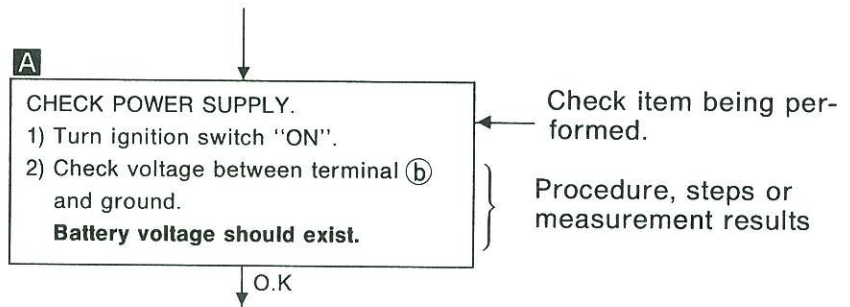 A
CHECK POWER SUPPLY.
1) Turn ignition switch "ON".
2) Check voltage between terminal ⓑ
and ground.
Battery voltage should exist.
O.K
Check item being per-
formed.
Procedure, steps or
measurement results